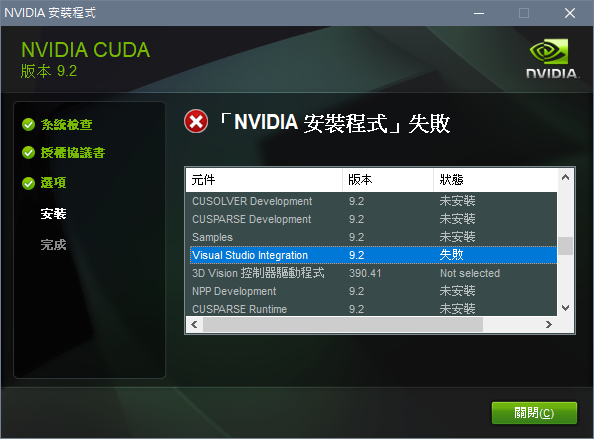 NVIDIA 安裝程式
NVIDIA CUDA
版本 9.2
NVIDIA.
系統檢查
授權協議書
選項
安裝
完成
「NVIDIA 安裝程式」失敗
元件 版本 狀態
CUSOLVER Development 9.2 未安裝
CUSPARSE Development 9.2 未安裝
Samples 9.2 未安裝
Visual Studio Integration 9.2 失敗
3D Vision 控制器驅動程式 390.41 Not selected
NPP Development 9.2 未安裝
CUSPARSE Runtime 9.2 未安裝
關閉(C)